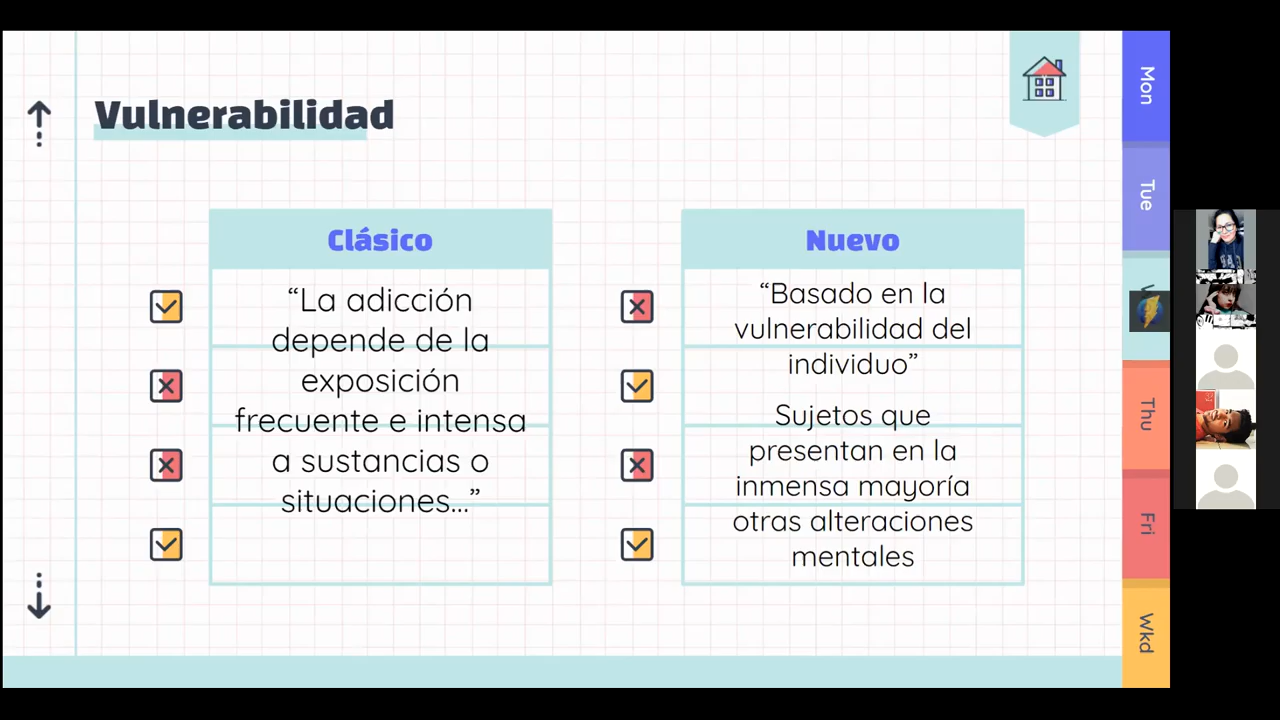 Vulnerabilidad
Clásico
“La adicción
depende de la
exposición
frecuente e intensa
a sustancias o
situaciones...”
Nuevo
“Basado en la
vulnerabilidad del
individuo”
Sujetos que
presentan en la
inmensa mayoría
otras alteraciones
mentales
Mon
Tue
Thu
Fri
Wkd